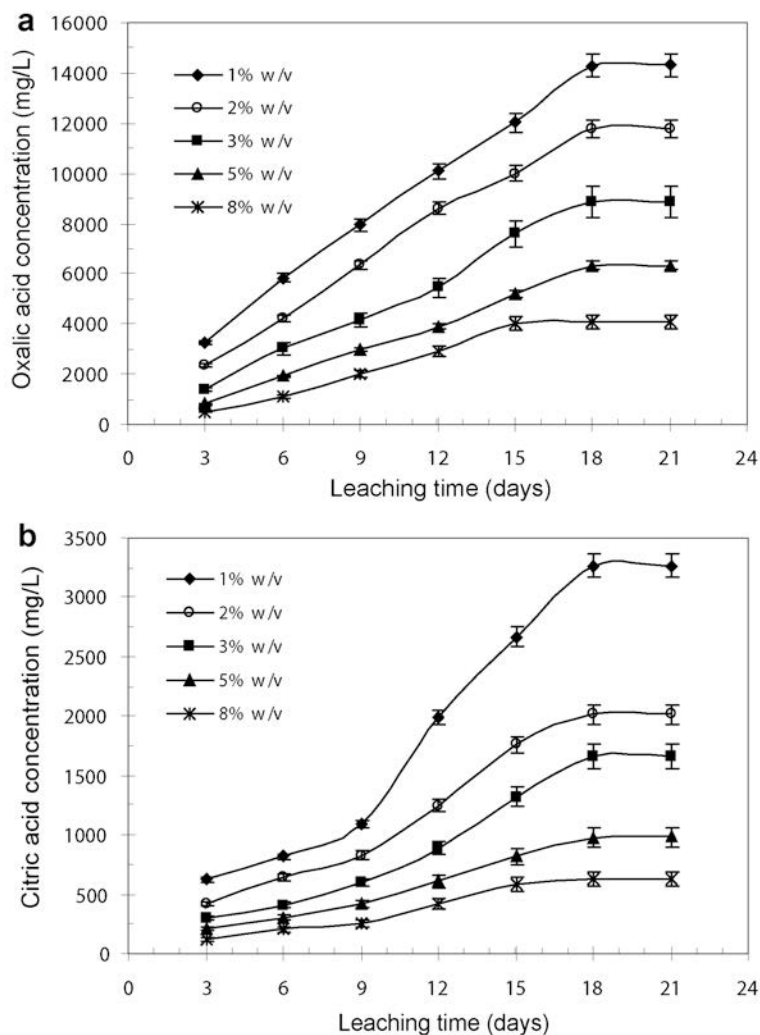 a
Oxalic acid concentration (mg/L)
16000
14000
12000
10000
8000
6000
4000
2000
0
1% w/v
2% w/v
3% w/v
5% w/v
8% w/v
0 3 6 9 12 15 18 21 24
Leaching time (days)
b
Citric acid concentration (mg/L)
3500
3000
2500
2000
1500
1000
500
0
1% w/v
2% w/v
3% w/v
5% w/v
8% w/v
0 3 6 9 12 15 18 21 24
Leaching time (days)